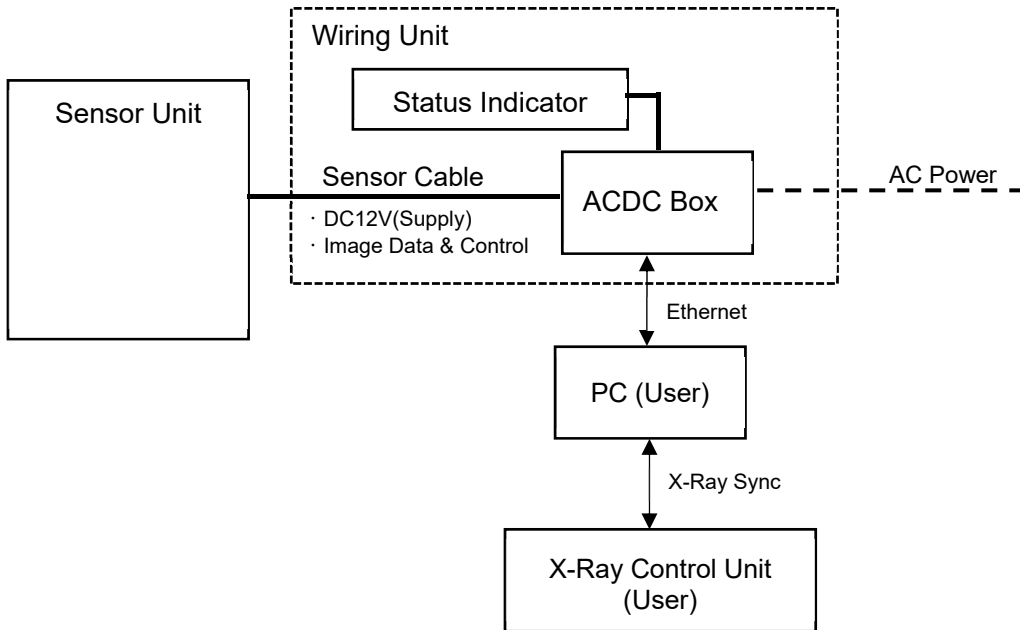 Wiring Unit
Sensor Unit
Status Indicator
Sensor Cable
· DC12V(Supply)
· Image Data & Control
ACDC Box
AC Power
Ethernet
PC (User)
X-Ray Sync
X-Ray Control Unit
(User)